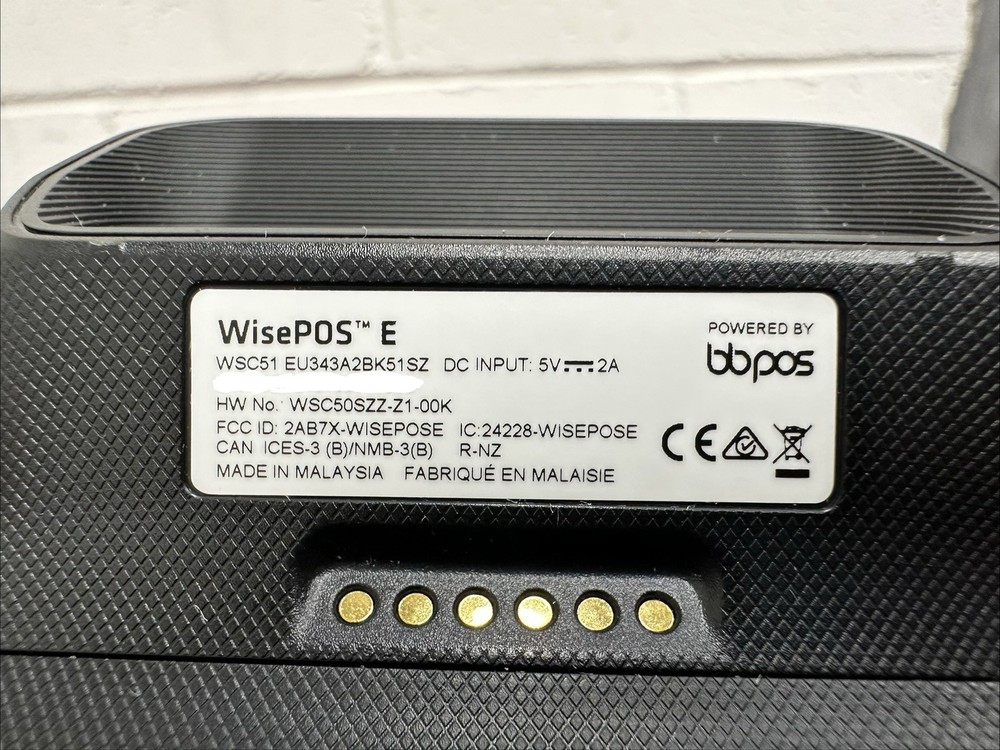 WisePOS™ E
WSC51 EU343A2BK51SZ DC INPUT: 5V⎓2A
HW No.: WSC50SZZ-Z1-00K
FCC ID: 2AB7X-WISEPOSE IC:24228-WISEPOSE
CAN ICES-3 (B)/NMB-3(B) R-NZ
MADE IN MALAYSIA FABRIQUÉ EN MALAISIE
POWERED BY
bbpos
CE